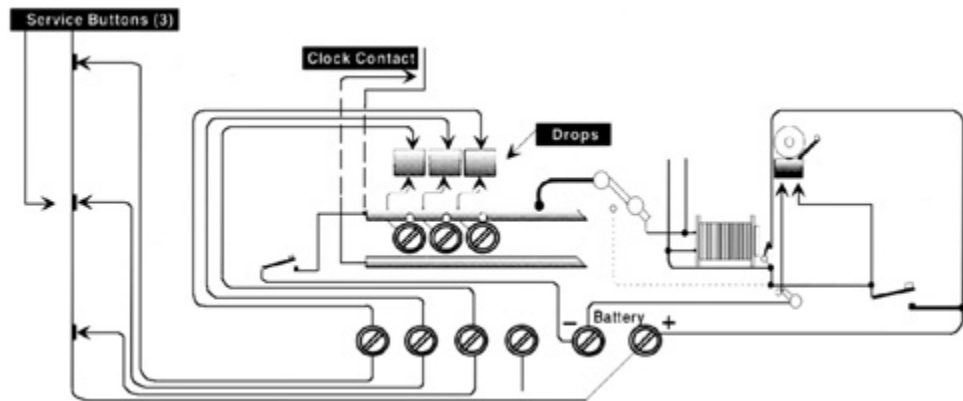 Service Buttons (3)
Clock Contact
Drops
− Battery +